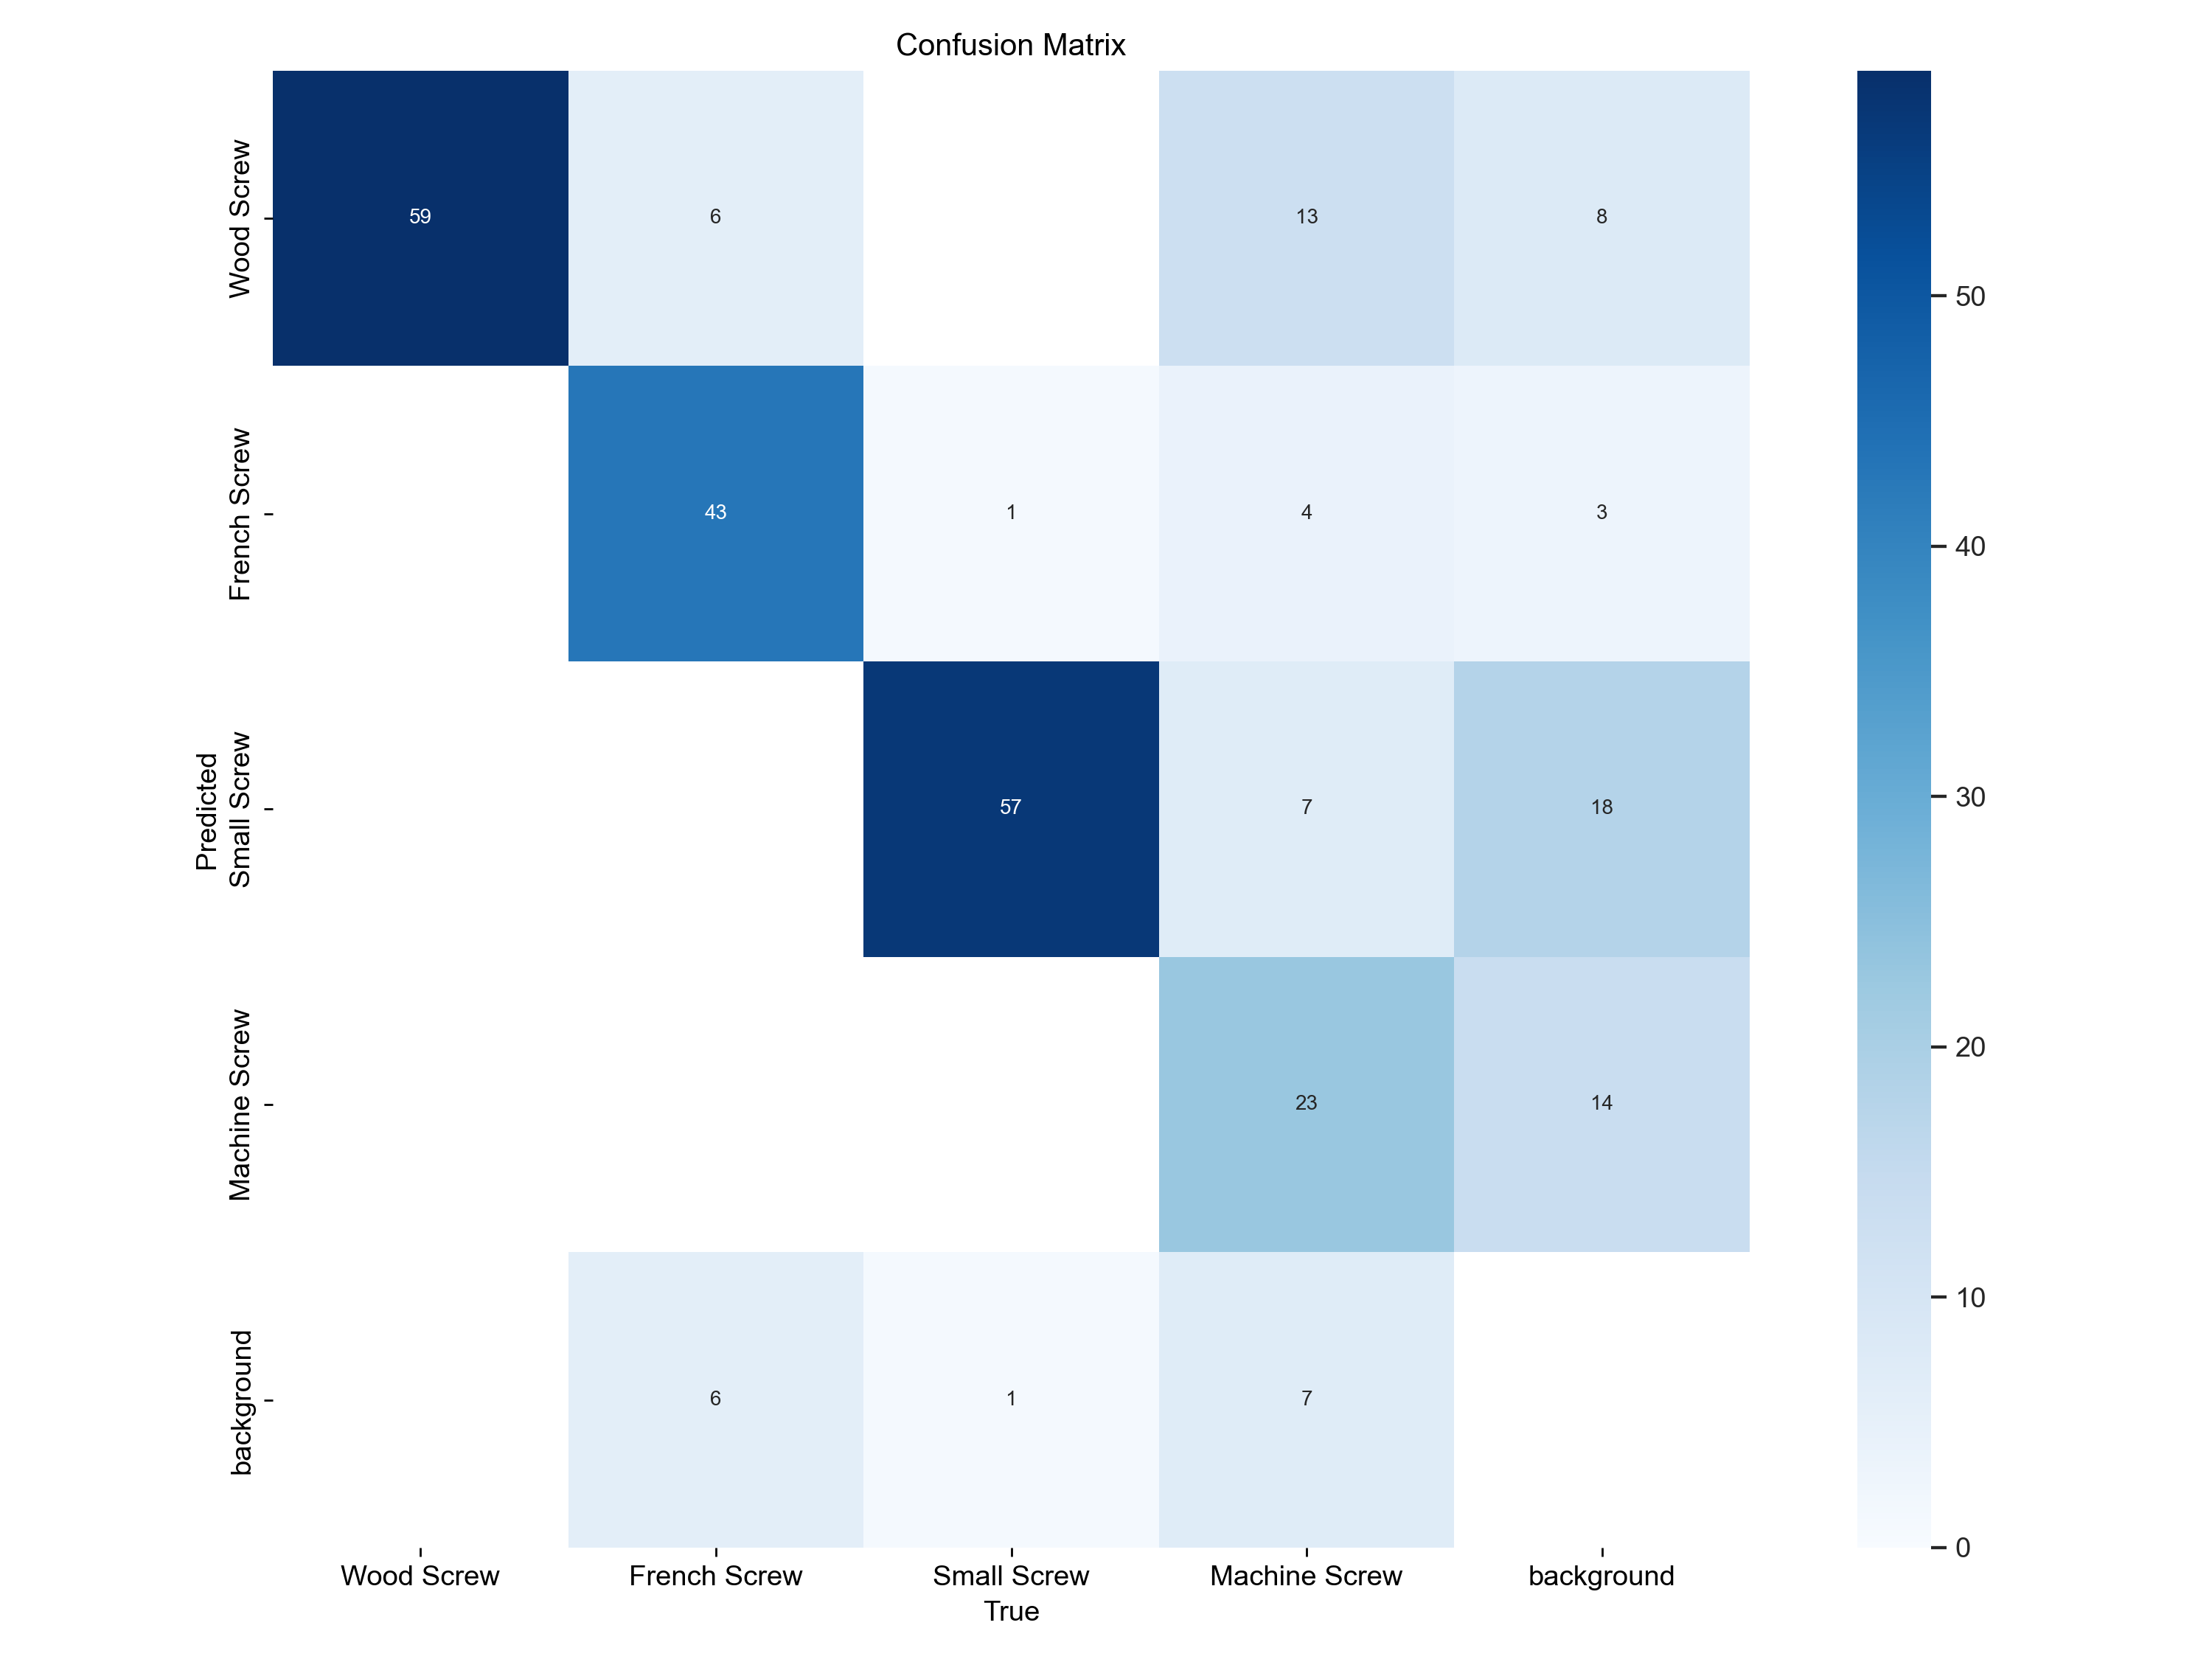 Confusion Matrix
Wood Screw
59
6
13
8
French Screw
43
1
4
3
Predicted
Small Screw
57
7
18
Machine Screw
23
14
background
6
1
7
Wood Screw
French Screw
Small Screw
Machine Screw
background
True
50
40
30
20
10
0